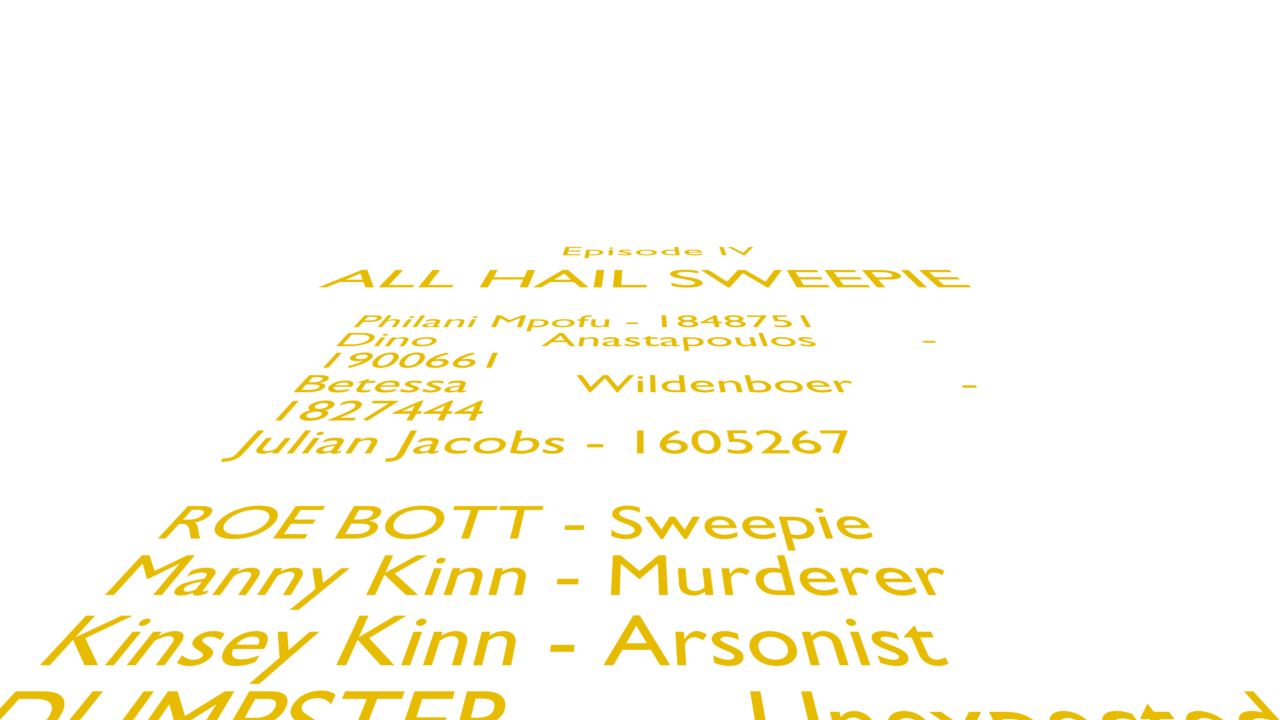 Episode IV
ALL HAIL SWEEPIE
Philani Mpofu - 1848751
Dino Anastapoulos -
1900661
Betessa Wildenboer -
1827444
Julian Jacobs - 1605267
ROE BOTT - Sweepie
Manny Kinn - Murderer
Kinsey Kinn - Arsonist
DUMPSTER